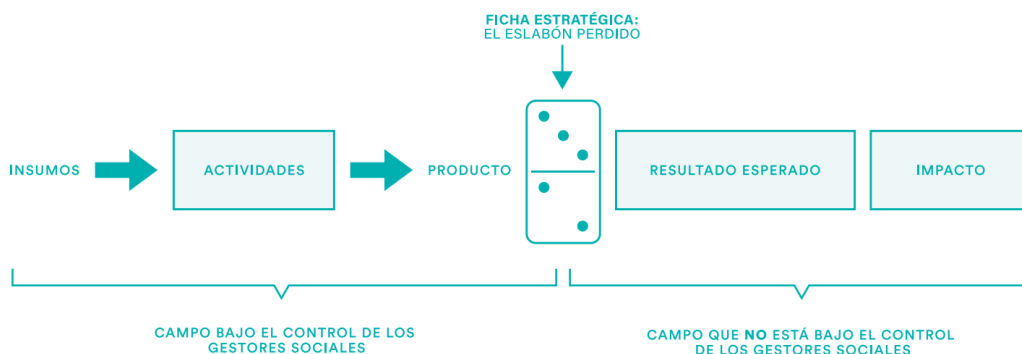 FICHA ESTRATÉGICA:
EL ESLABÓN PERDIDO
INSUMOS
ACTIVIDADES
PRODUCTO
RESULTADO ESPERADO
IMPACTO
CAMPO BAJO EL CONTROL DE LOS
GESTORES SOCIALES
CAMPO QUE NO ESTÁ BAJO EL CONTROL
DE LOS GESTORES SOCIALES